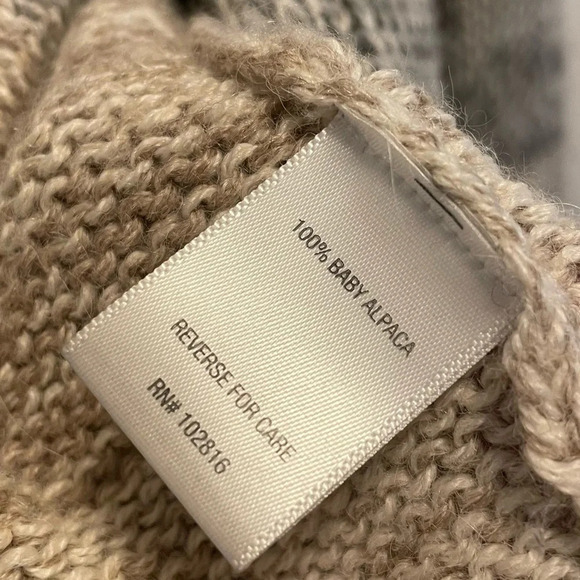 100% BABY ALPACA
REVERSE FOR CARE
RN# 102816